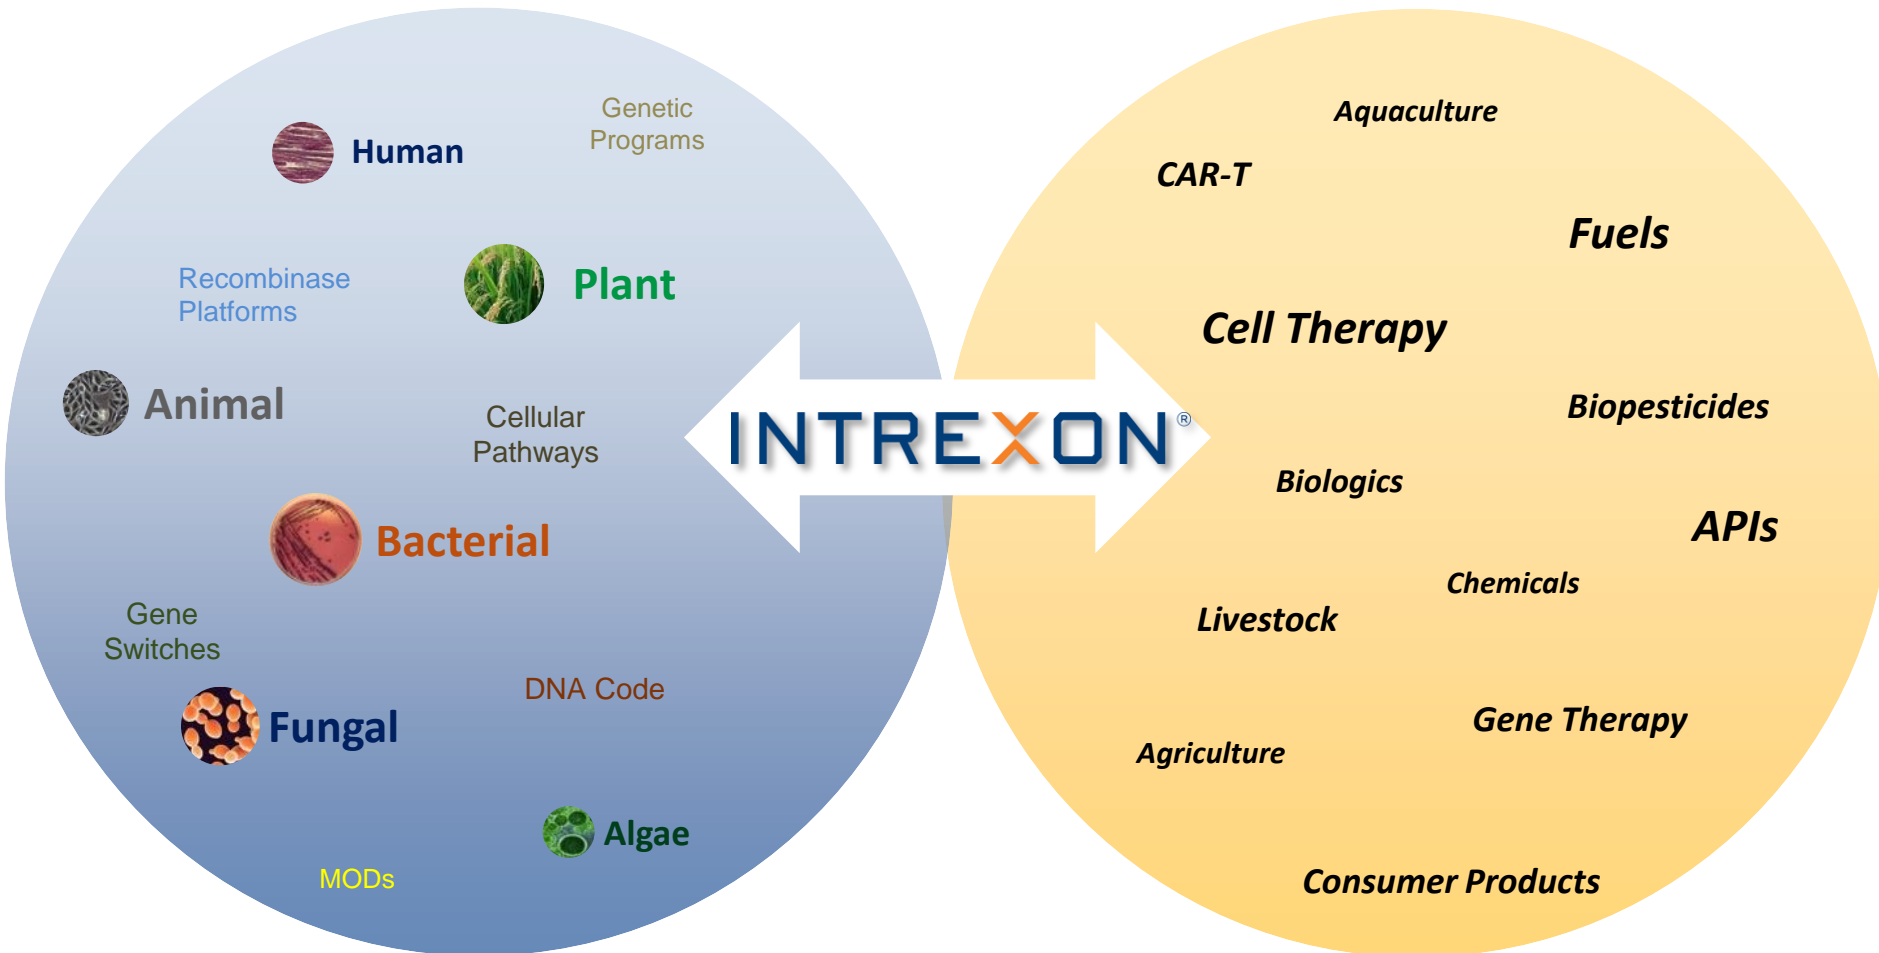 Genetic
Programs
Human
Recombinase
Platforms
Plant
Animal
Cellular
Pathways
Bacterial
Gene
Switches
DNA Code
Fungal
Algae
MODs
INTREXON®
Aquaculture
CAR-T
Fuels
Cell Therapy
Biopesticides
Biologics
APIs
Chemicals
Livestock
Gene Therapy
Agriculture
Consumer Products